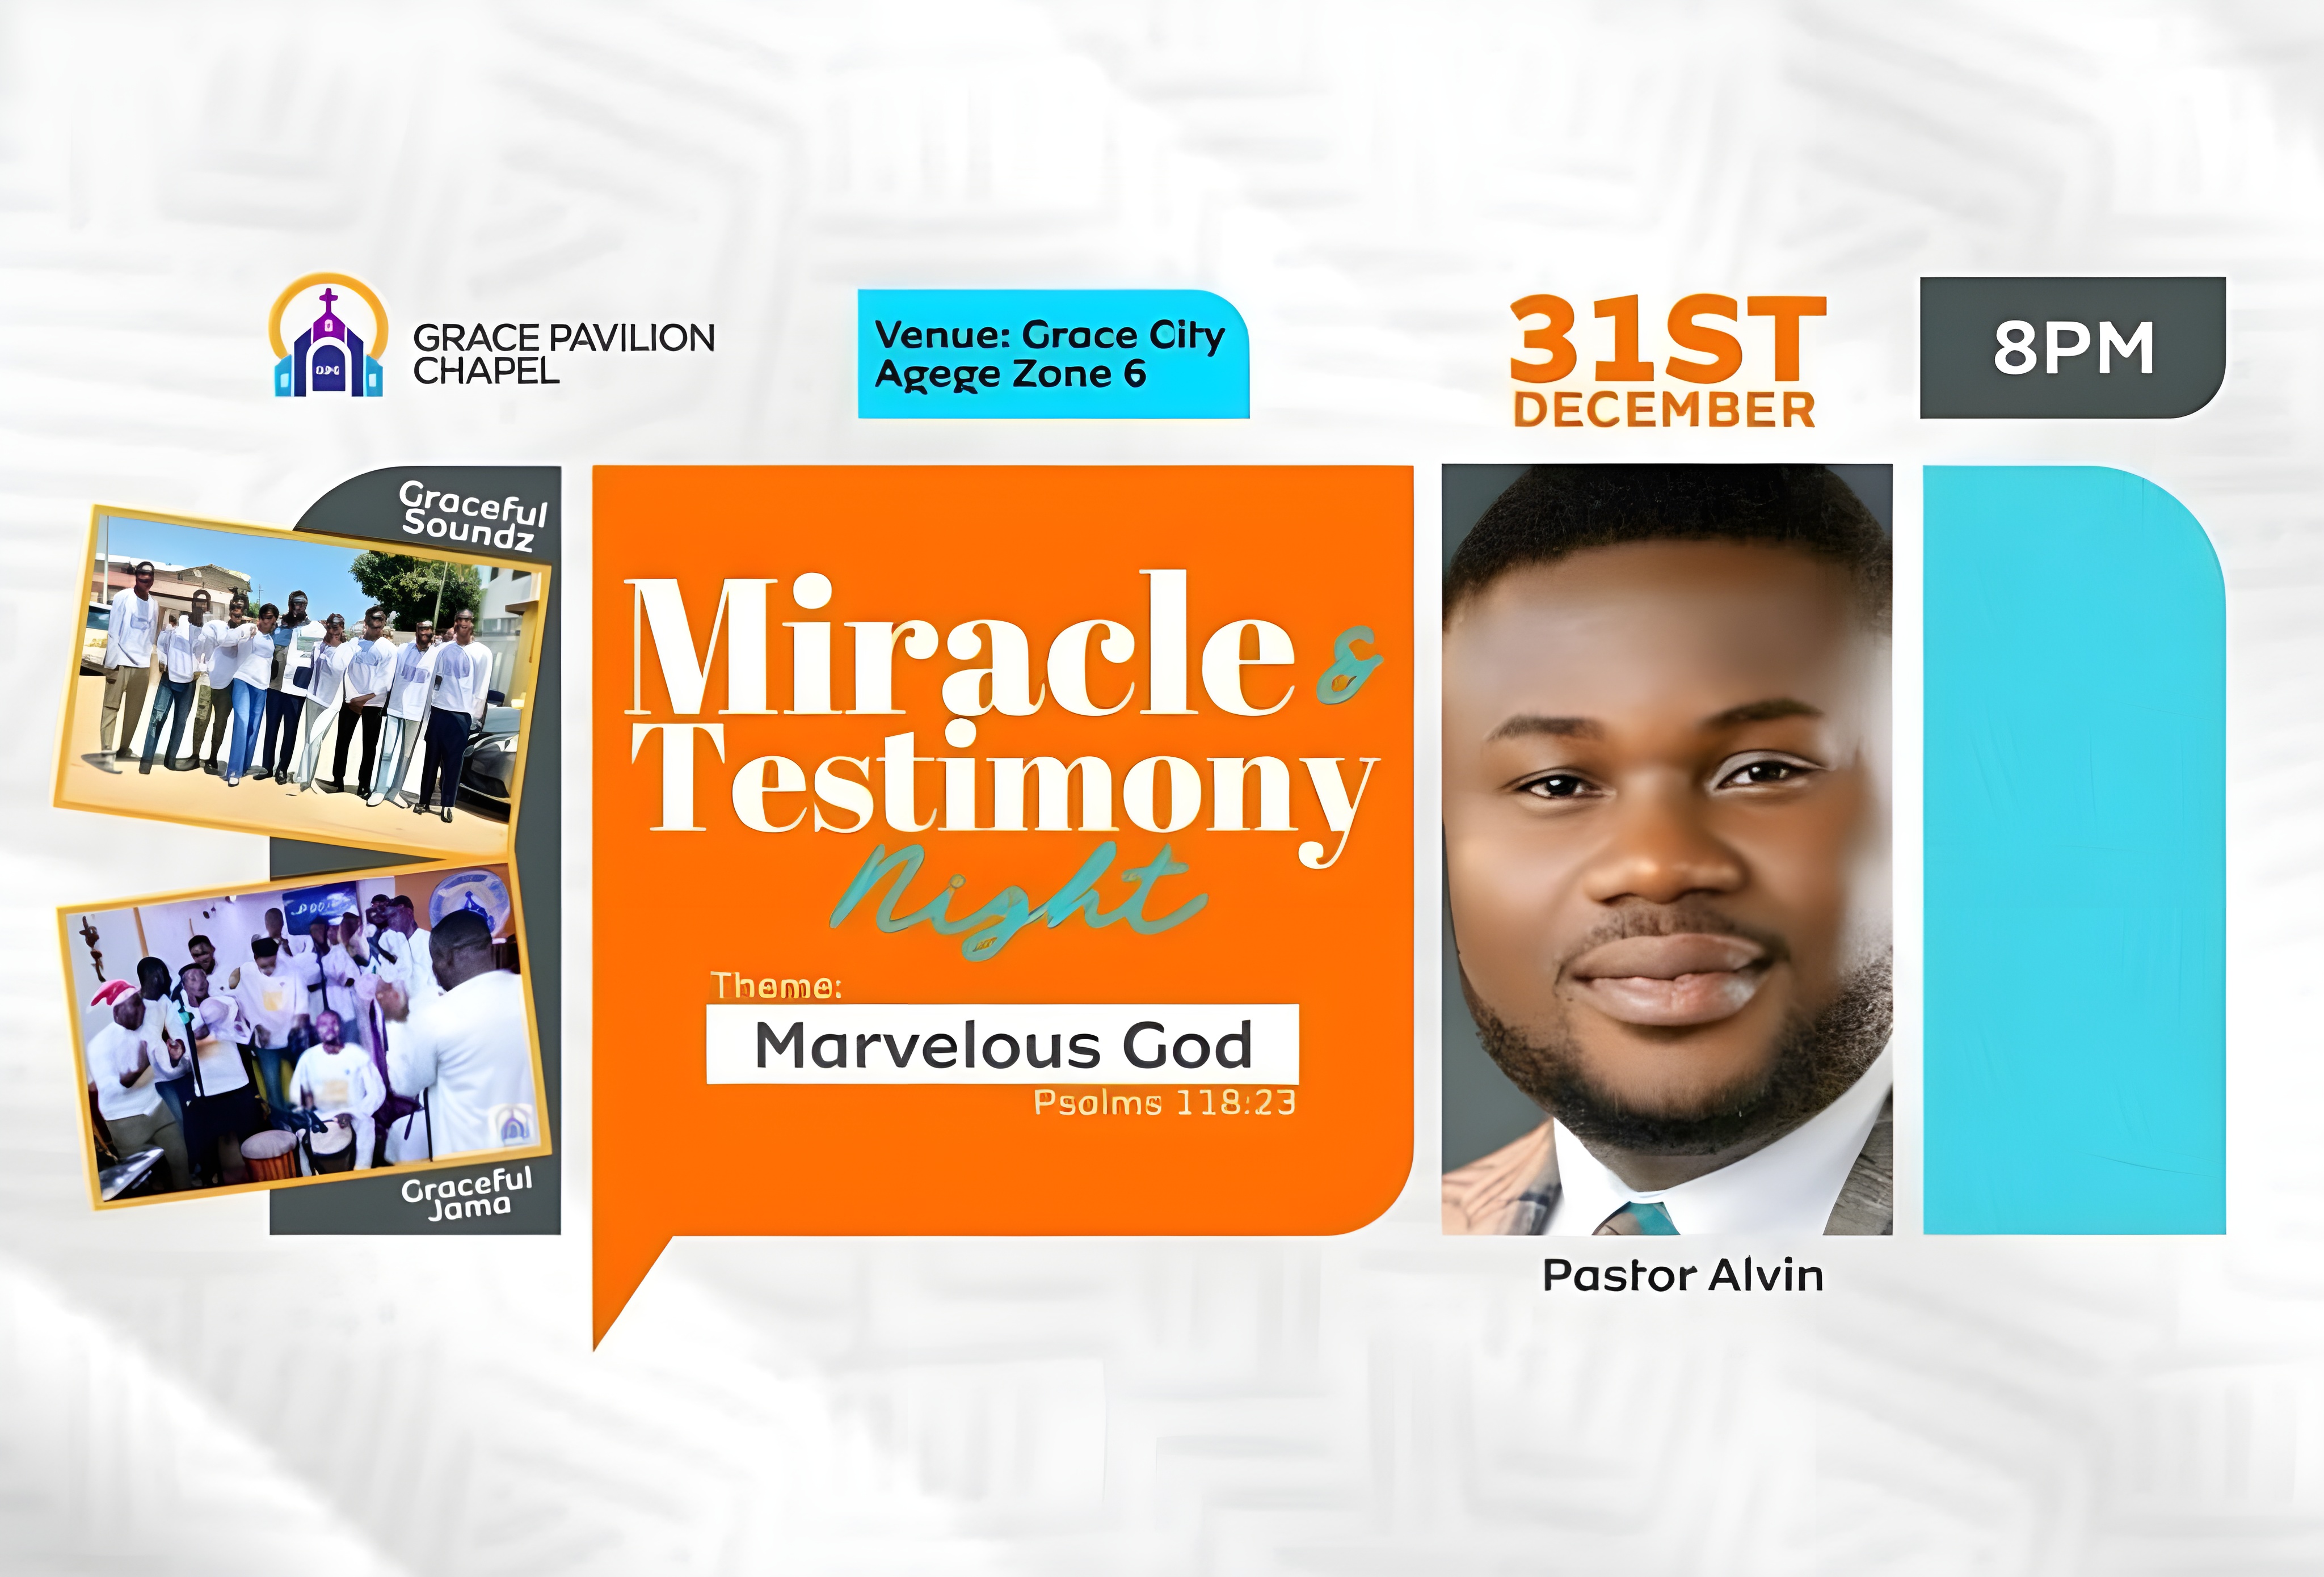 GRACE PAVILION
CHAPEL
Venue: Grace City
Agege Zone 6
31ST
DECEMBER
8PM
Graceful
Soundz
Miracle &
Testimony
Night
Theme:
Marvelous God
Psalms 118:23
Graceful
Jama
Pastor Alvin